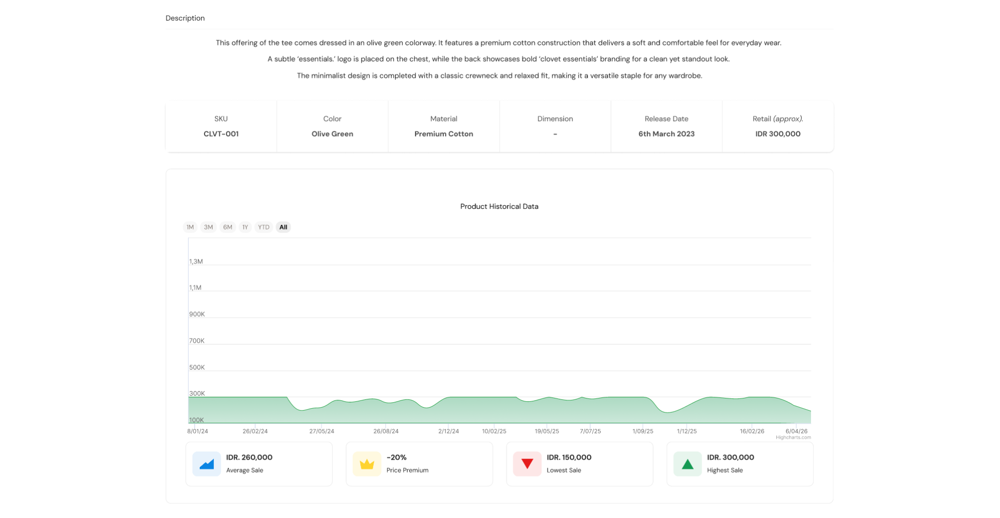 Description
This offering of the tee comes dressed in an olive green colorway. It features a premium cotton construction that delivers a soft and comfortable feel for everyday wear.
A subtle ‘essentials.’ logo is placed on the chest, while the back showcases bold ‘clovet essentials’ branding for a clean yet standout look.
The minimalist design is completed with a classic crewneck and relaxed fit, making it a versatile staple for any wardrobe.
SKU
CLVT-001
Color
Olive Green
Material
Premium Cotton
Dimension
-
Release Date
6th March 2023
Retail (approx).
IDR 300,000
Product Historical Data
1M 3M 6M 1Y YTD All
1,3M
1,1M
900K
700K
500K
300K
100K
8/01/24 26/02/24 27/05/24 26/08/24 2/12/24 10/02/25 19/05/25 7/07/25 1/09/25 1/12/25 16/02/26 6/04/26
Highcharts.com
IDR. 260,000
Average Sale
-20%
Price Premium
IDR. 150,000
Lowest Sale
IDR. 300,000
Highest Sale